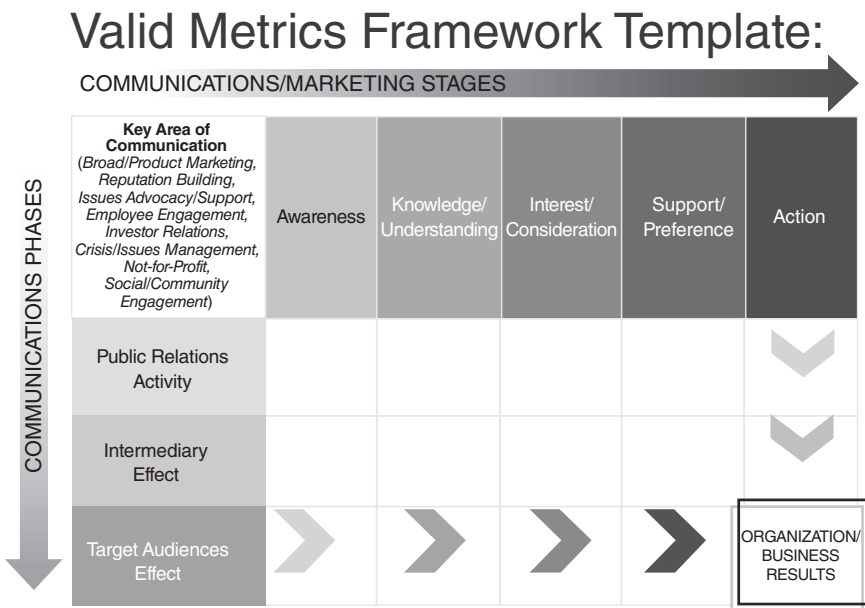 Valid Metrics Framework Template:
COMMUNICATIONS/MARKETING STAGES
COMMUNICATIONS PHASES
Key Area of
Communication
(Broad/Product Marketing,
Reputation Building,
Issues Advocacy/Support,
Employee Engagement,
Investor Relations,
Crisis/Issues Management,
Not-for-Profit,
Social/Community
Engagement)
Awareness
Knowledge/
Understanding
Interest/
Consideration
Support/
Preference
Action
Public Relations
Activity
Intermediary
Effect
Target Audiences
Effect
ORGANIZATION/
BUSINESS
RESULTS